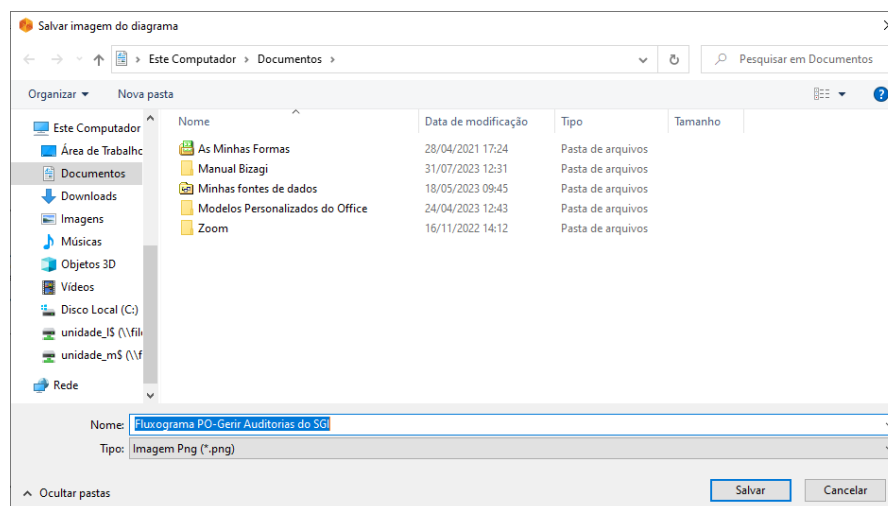 Salvar imagem do diagrama
Este Computador > Documentos >
Pesquisar em Documentos
Organizar
Nova pasta
Nome
Data de modificação
Tipo
Tamanho
As Minhas Formas 28/04/2021 17:24 Pasta de arquivos
Manual Bizagi 31/07/2023 12:31 Pasta de arquivos
Minhas fontes de dados 18/05/2023 09:45 Pasta de arquivos
Modelos Personalizados do Office 24/04/2023 12:43 Pasta de arquivos
Zoom 16/11/2022 14:12 Pasta de arquivos
Este Computador
Área de Trabalho
Documentos
Downloads
Imagens
Músicas
Objetos 3D
Vídeos
Disco Local (C:)
unidade_l$ (\\file
unidade_m$ (\\f
Rede
Nome: Fluxograma PO-Gerir Auditorias do SGI
Tipo: Imagem Png (*.png)
Ocultar pastas
Salvar
Cancelar